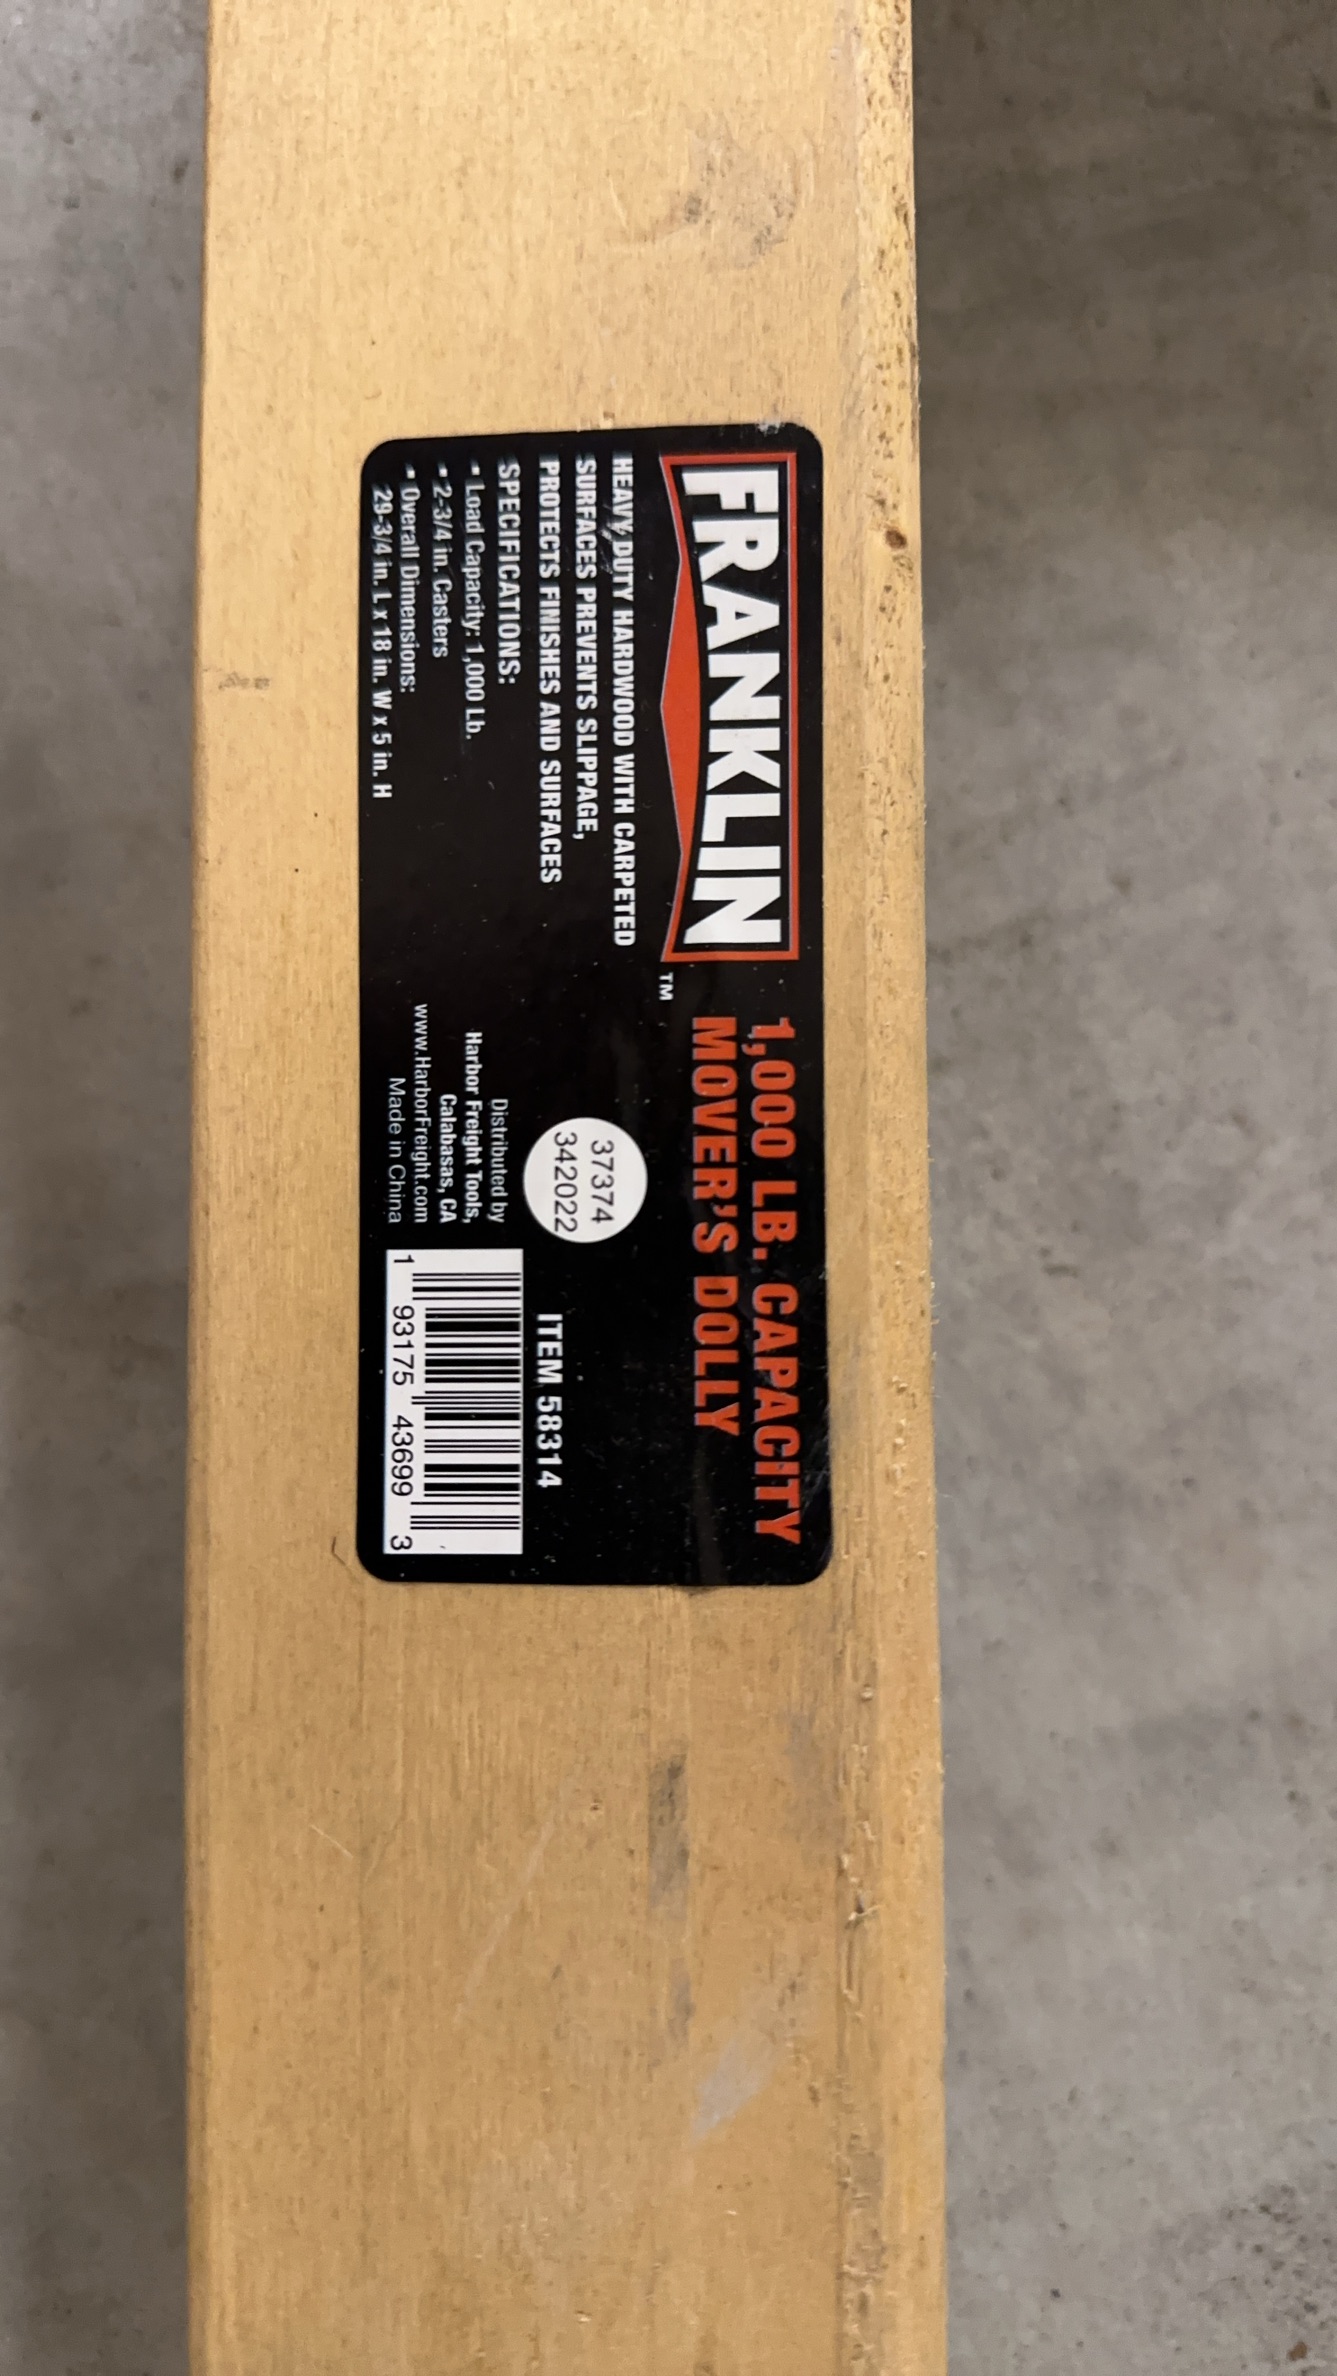 FRANKLIN™
1,000 LB. CAPACITY
MOVER'S DOLLY
HEAVY DUTY HARDWOOD WITH CARPETED
SURFACES PREVENTS SLIPPAGE,
PROTECTS FINISHES AND SURFACES
SPECIFICATIONS:
• Load Capacity: 1,000 Lb.
• 2-3/4 in. Casters
• Overall Dimensions:
29-3/4 in. L x 18 in. W x 5 in. H
37374
342022
Distributed by
Harbor Freight Tools,
Calabasas, CA
www.HarborFreight.com
Made in China
ITEM 58314
1 93175 43699 3